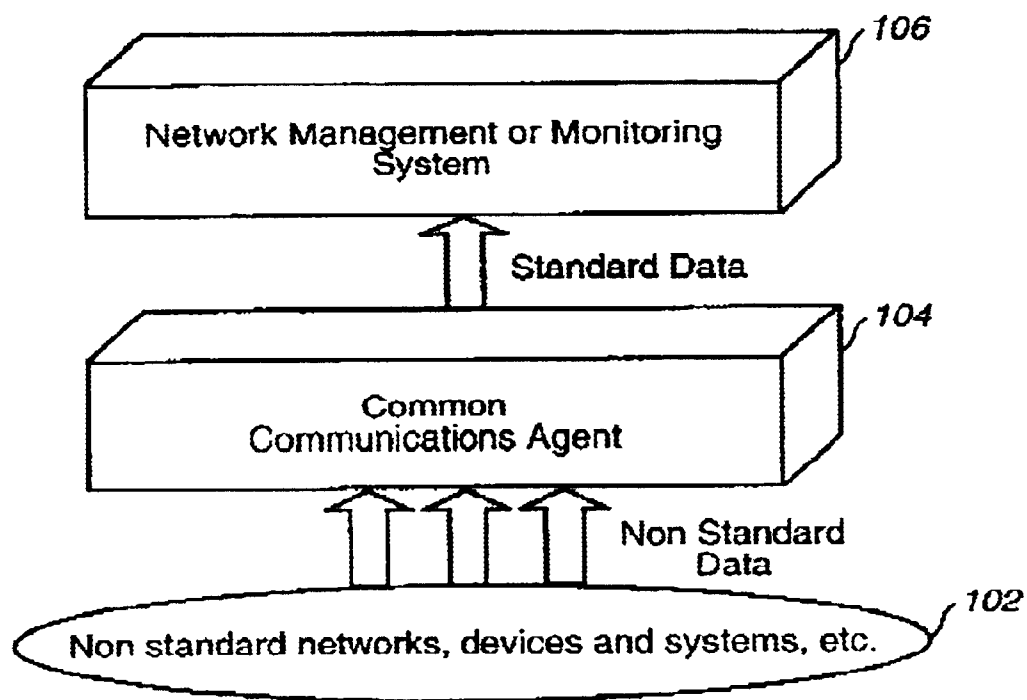 106
Network Management or Monitoring
System
Standard Data
104
Common
Communications Agent
Non Standard
Data
102
Non standard networks, devices and systems, etc.